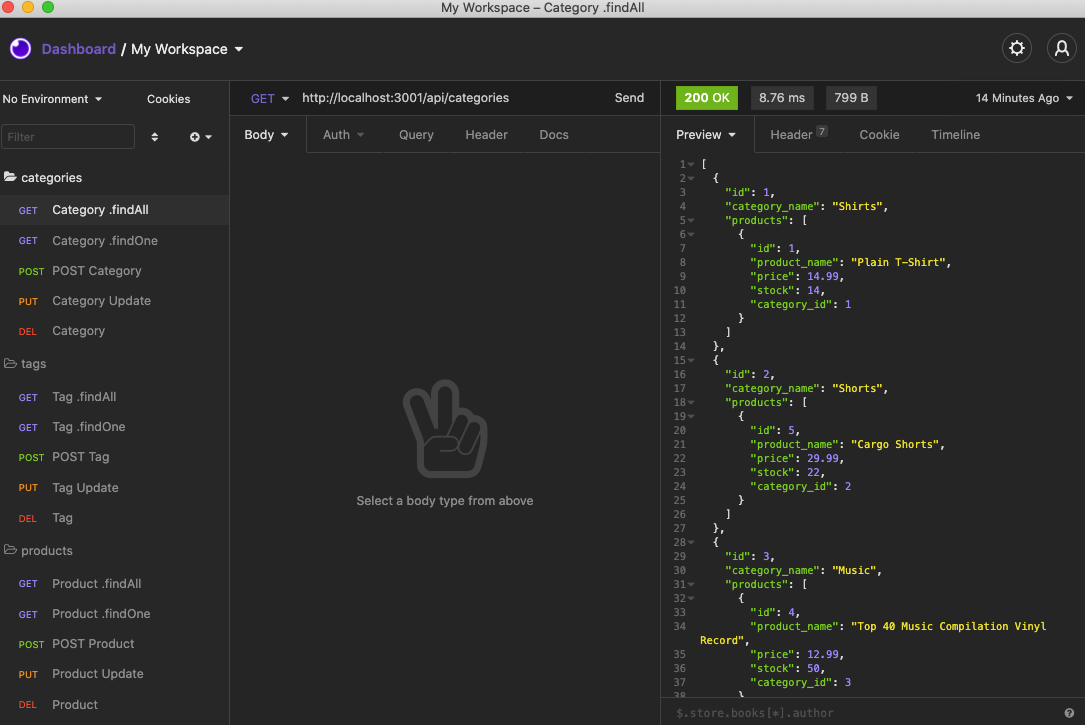 My Workspace – Category .findAll
Dashboard / My Workspace
No Environment
Cookies
Filter
categories
GET Category .findAll
GET Category .findOne
POST POST Category
PUT Category Update
DEL Category
tags
GET Tag .findAll
GET Tag .findOne
POST POST Tag
PUT Tag Update
DEL Tag
products
GET Product .findAll
GET Product .findOne
POST POST Product
PUT Product Update
DEL Product
GET http://localhost:3001/api/categories Send
Body Auth Query Header Docs
Select a body type from above
200 OK 8.76 ms 799 B 14 Minutes Ago
Preview Header 7 Cookie Timeline
1 [
2 {
3 "id": 1,
4 "category_name": "Shirts",
5 "products": [
6 {
7 "id": 1,
8 "product_name": "Plain T-Shirt",
9 "price": 14.99,
10 "stock": 14,
11 "category_id": 1
12 }
13 ]
14 },
15 {
16 "id": 2,
17 "category_name": "Shorts",
18 "products": [
19 {
20 "id": 5,
21 "product_name": "Cargo Shorts",
22 "price": 29.99,
23 "stock": 22,
24 "category_id": 2
25 }
26 ]
27 },
28 {
29 "id": 3,
30 "category_name": "Music",
31 "products": [
32 {
33 "id": 4,
34 "product_name": "Top 40 Music Compilation Vinyl
Record",
35 "price": 12.99,
36 "stock": 50,
37 "category_id": 3
38 }
$.store.books[*].author